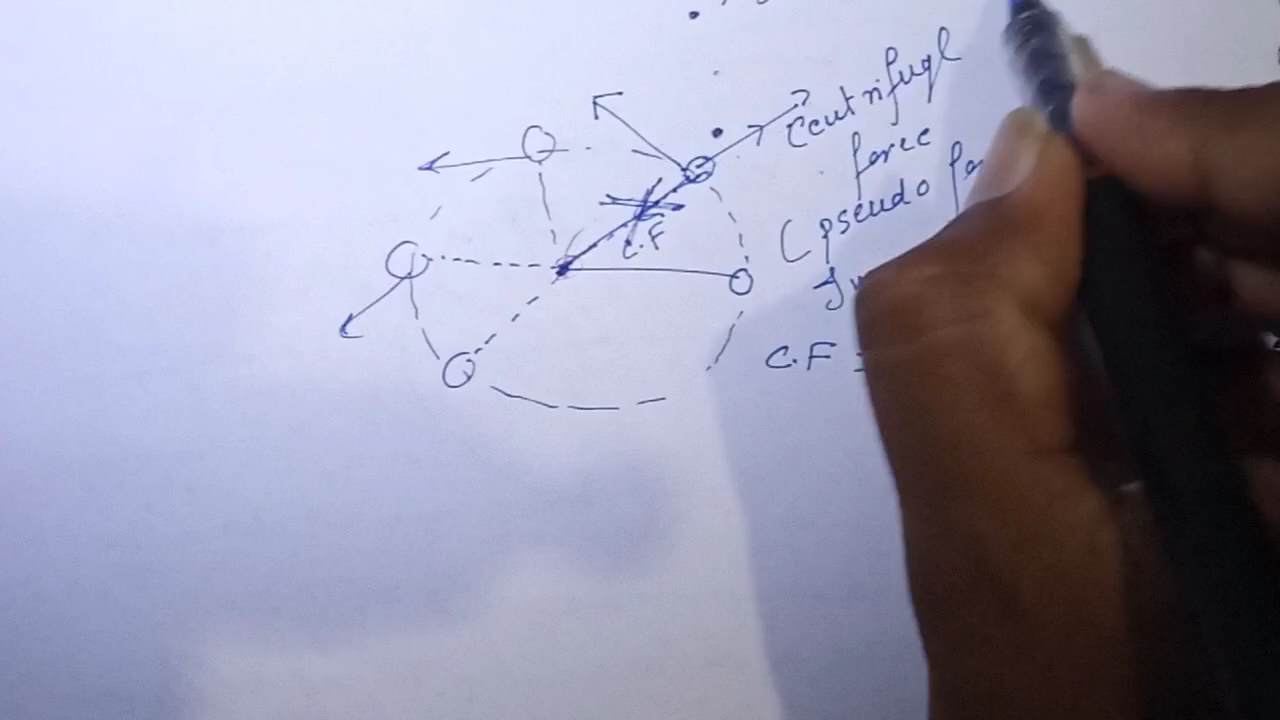 Centrifugl
force
(pseudo fo
C.F
C.F =